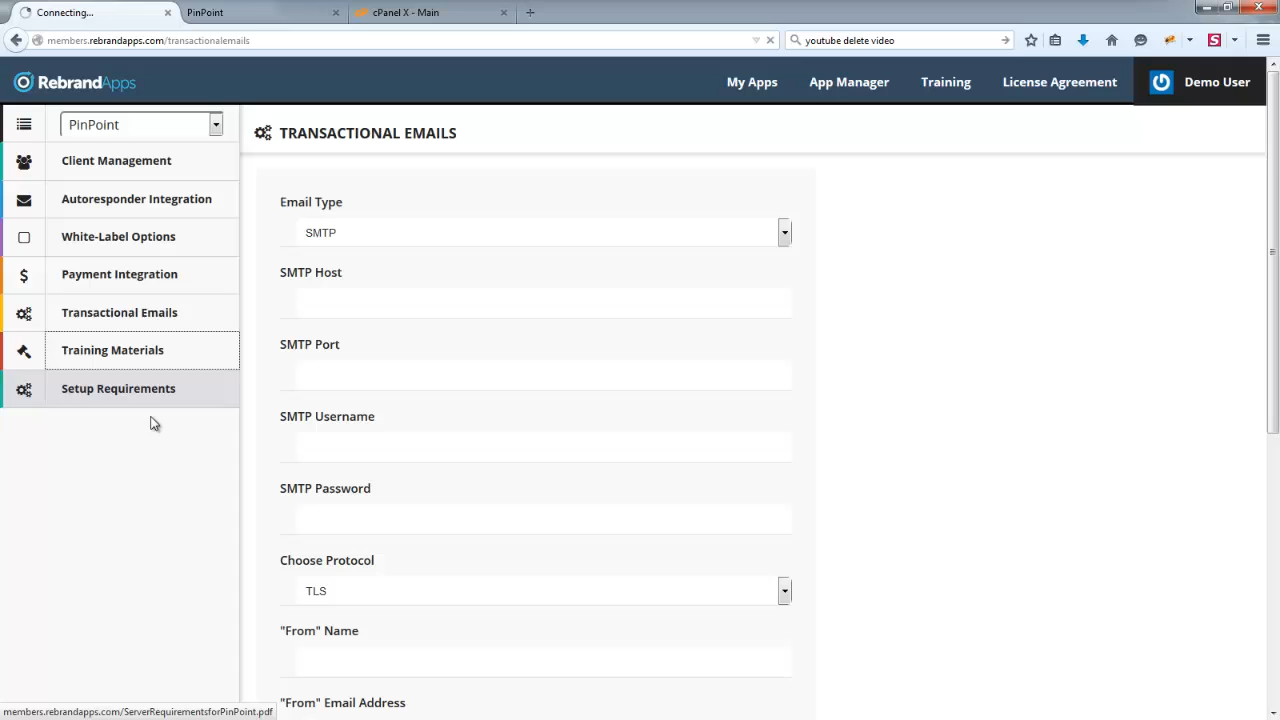 Connecting...
PinPoint
cPanel X - Main
members.rebrandapps.com/transactionalemails
youtube delete video
RebrandApps
My Apps
App Manager
Training
License Agreement
Demo User
PinPoint
Client Management
Autoresponder Integration
White-Label Options
Payment Integration
Transactional Emails
Training Materials
Setup Requirements
TRANSACTIONAL EMAILS
Email Type
SMTP
SMTP Host
SMTP Port
SMTP Username
SMTP Password
Choose Protocol
TLS
"From" Name
"From" Email Address
members.rebrandapps.com/ServerRequirementsforPinPoint.pdf